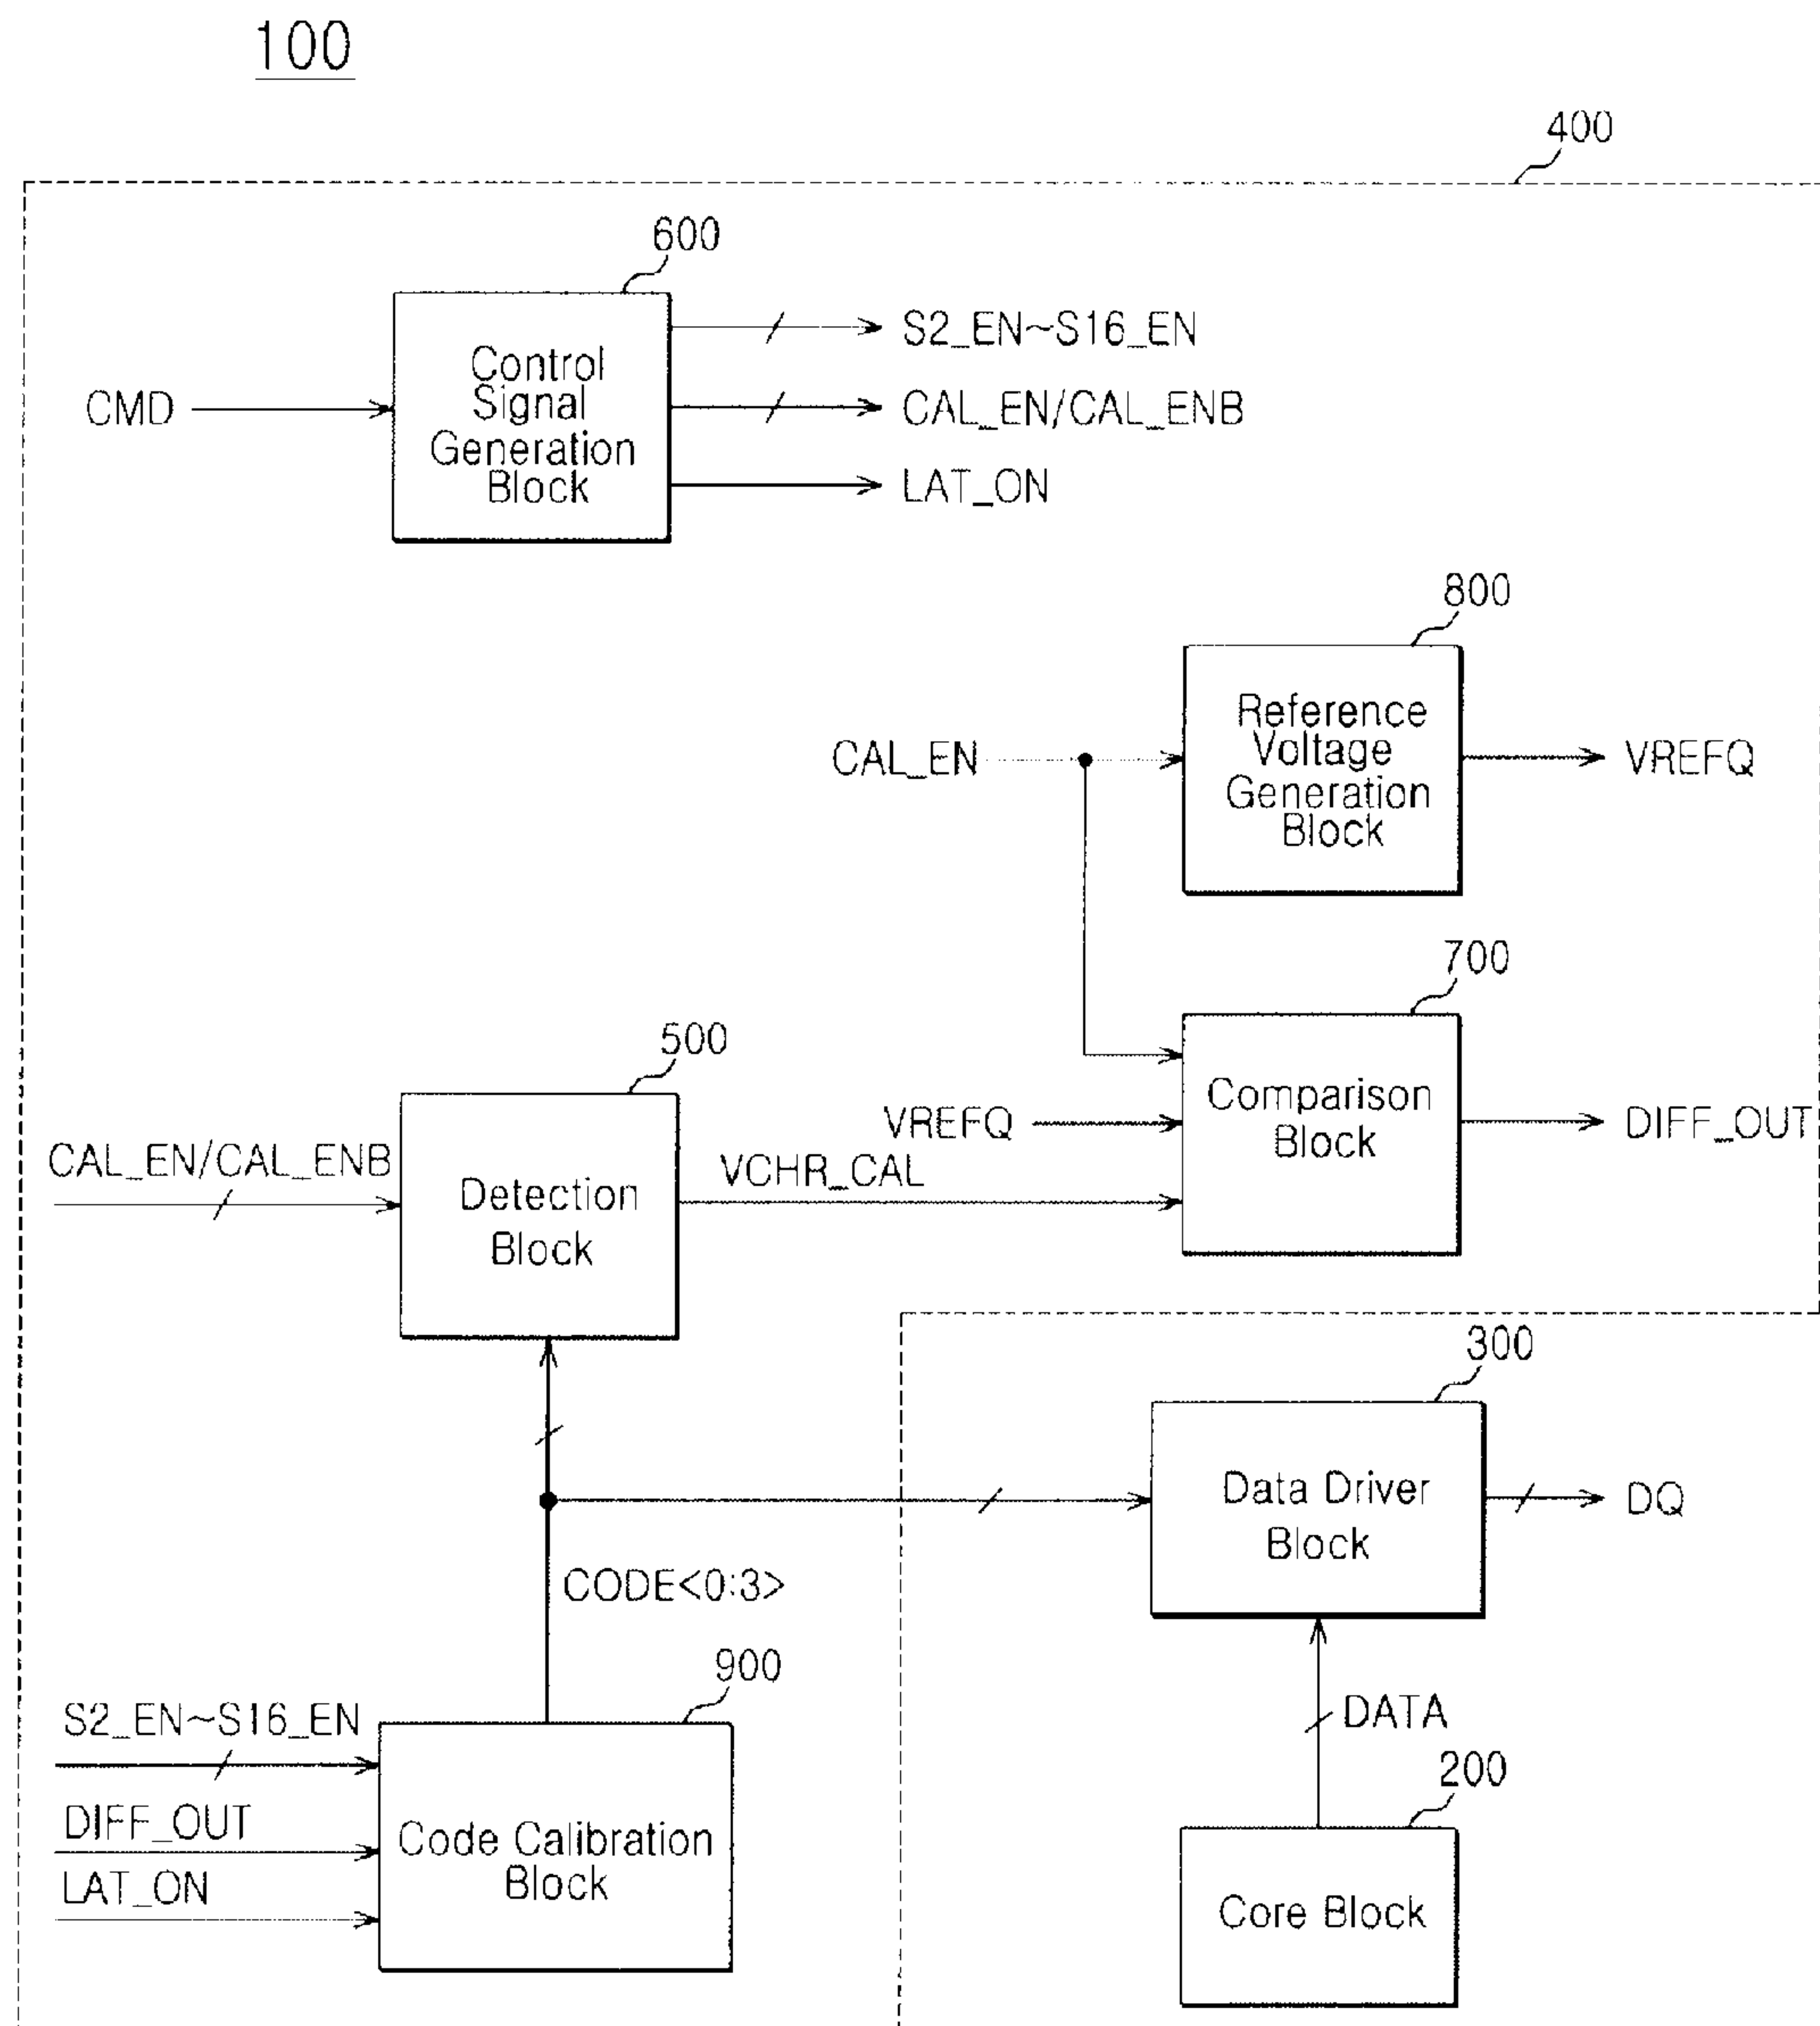 100
400
600
Control
Signal
Generation
Block
CMD
S2_EN~S16_EN
CAL_EN/CAL_ENB
LAT_ON
800
Reference
Voltage
Generation
Block
CAL_EN
VREFQ
700
Comparison
Block
VREFQ
DIFF_OUT
500
CAL_EN/CAL_ENB
Detection
Block
VCHR_CAL
300
Data Driver
Block
DQ
CODE<0:3>
900
S2_EN~S16_EN
DIFF_OUT
LAT_ON
Code Calibration
Block
DATA
200
Core Block